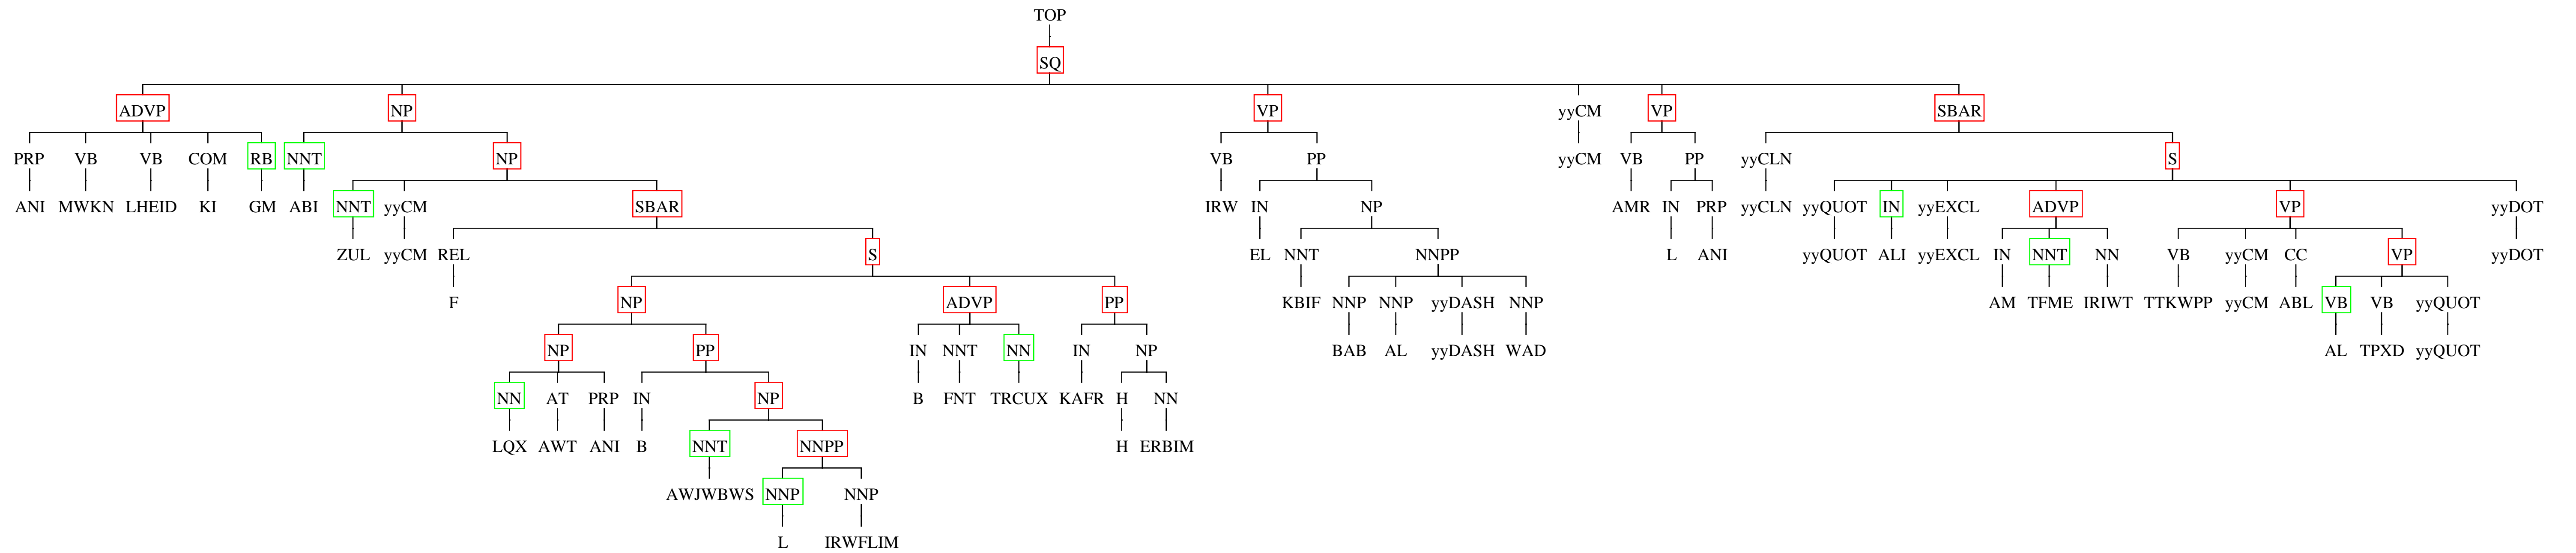 TOP
SQ
ADVP NP VP yyCM VP SBAR
PRP VB VB COM RB NNT NP VB PP yyCM VB PP yyCLN S
ANI MWKN LHEID KI GM ABI NNT yyCM SBAR IRW IN NP AMR IN PRP yyCLN yyQUOT IN yyEXCL ADVP VP yyDOT
ZUL yyCM REL S EL NNT NNPP L ANI yyQUOT ALI yyEXCL IN NNT NN VB yyCM CC VP yyDOT
F NP ADVP PP KBIF NNP NNP yyDASH NNP AM TFME IRIWT TTKWPP yyCM ABL VB VB yyQUOT
NP PP IN NNT NN IN NP BAB AL yyDASH WAD AL TPXD yyQUOT
NN AT PRP IN NP B FNT TRCUX KAFR H NN
LQX AWT ANI B NNT NNPP H ERBIM
AWJWBWS NNP NNP
L IRWFLIM